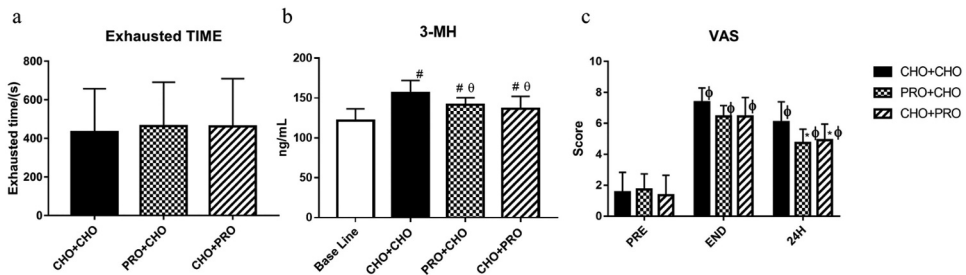 a
Exhausted TIME
Exhausted time/(s)
800
600
400
200
0
CHO+CHO
PRO+CHO
CHO+PRO
b
3-MH
ng/mL
200
150
100
50
0
#
# θ
# θ
Base Line
CHO+CHO
PRO+CHO
CHO+PRO
c
VAS
Score
10
8
6
4
2
0
ϕ
ϕ
ϕ
ϕ
*ϕ
*ϕ
PRE
END
24H
CHO+CHO
PRO+CHO
CHO+PRO